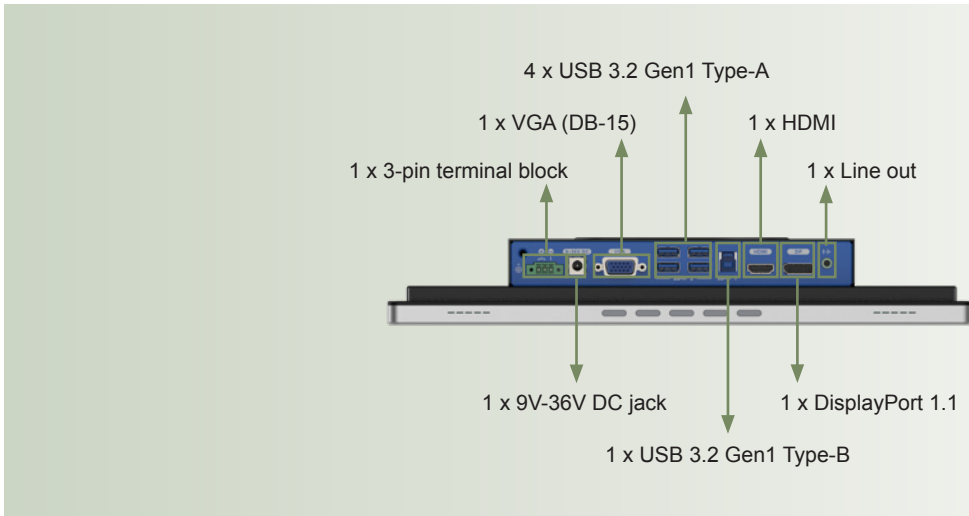 4 x USB 3.2 Gen1 Type-A
1 x VGA (DB-15)
1 x HDMI
1 x 3-pin terminal block
1 x Line out
1 x 9V-36V DC jack
1 x DisplayPort 1.1
1 x USB 3.2 Gen1 Type-B